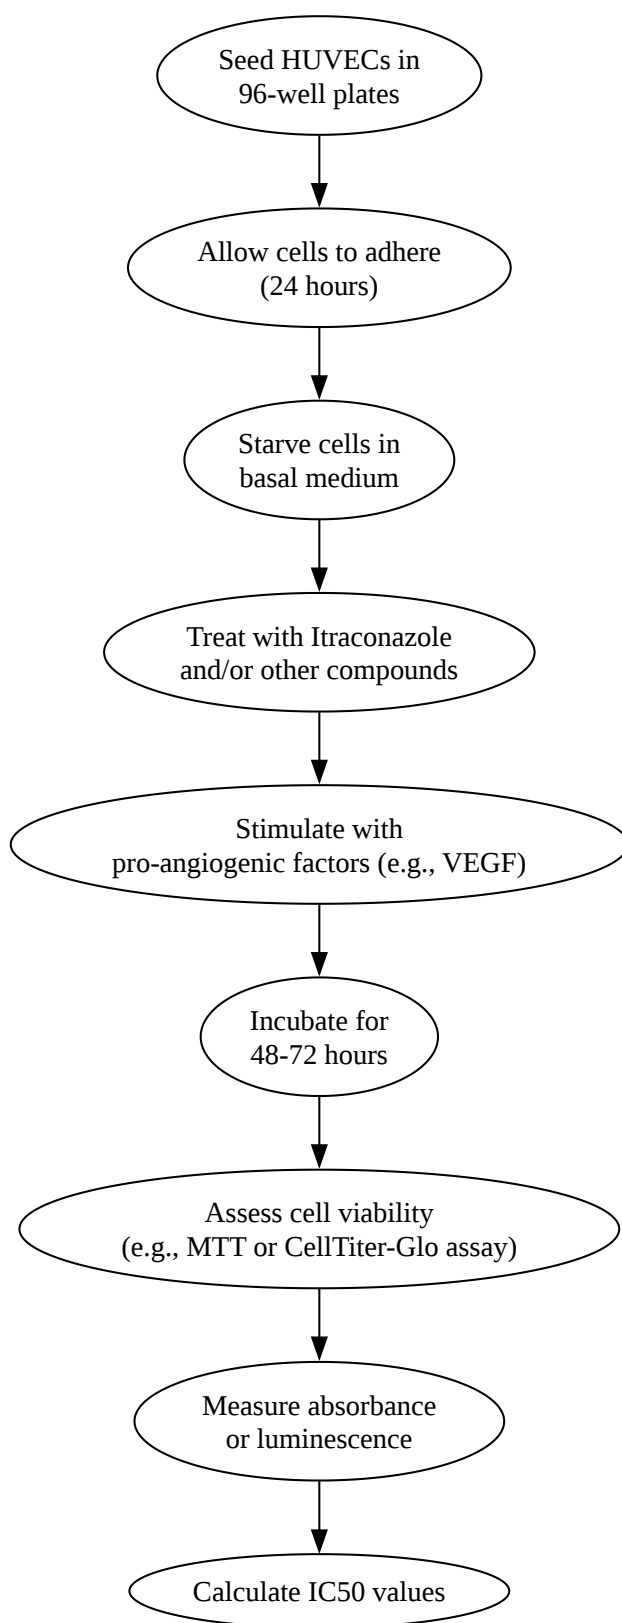 Seed HUVECs in
96-well plates
Allow cells to adhere
(24 hours)
Starve cells in
basal medium
Treat with Itraconazole
and/or other compounds
Stimulate with
pro-angiogenic factors (e.g., VEGF)
Incubate for
48-72 hours
Assess cell viability
(e.g., MTT or CellTiter-Glo assay)
Measure absorbance
or luminescence
Calculate IC50 values